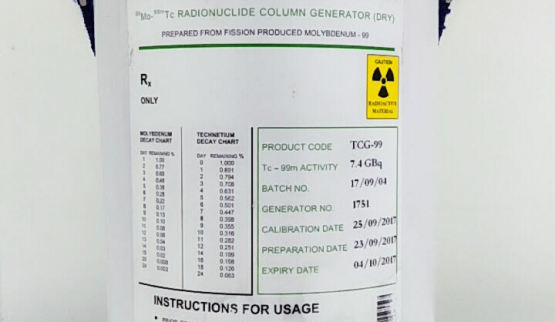 ⁹⁹Mo-⁹⁹ᵐTc RADIONUCLIDE COLUMN GENERATOR (DRY)
PREPARED FROM FISSION PRODUCED MOLYBDENUM - 99
Rx
ONLY
CAUTION
RADIOACTIVE
MATERIAL
MOLYBDENUM
DECAY CHART
DAY REMAINING %
TECHNETIUM
DECAY CHART
DAY REMAINING %
0 1.000
1 0.891
2 0.794
3 0.708
4 0.631
5 0.562
6 0.501
7 0.447
8 0.398
9 0.355
10 0.316
11 0.282
12 0.251
14 0.199
16 0.158
18 0.126
24 0.063
PRODUCT CODE TCG-99
Tc – 99m ACTIVITY 7.4 GBq
BATCH NO. 17/09/04
GENERATOR NO. 1751
CALIBRATION DATE 25/09/2017
PREPARATION DATE 23/09/2017
EXPIRY DATE 04/10/2017
INSTRUCTIONS FOR USAGE